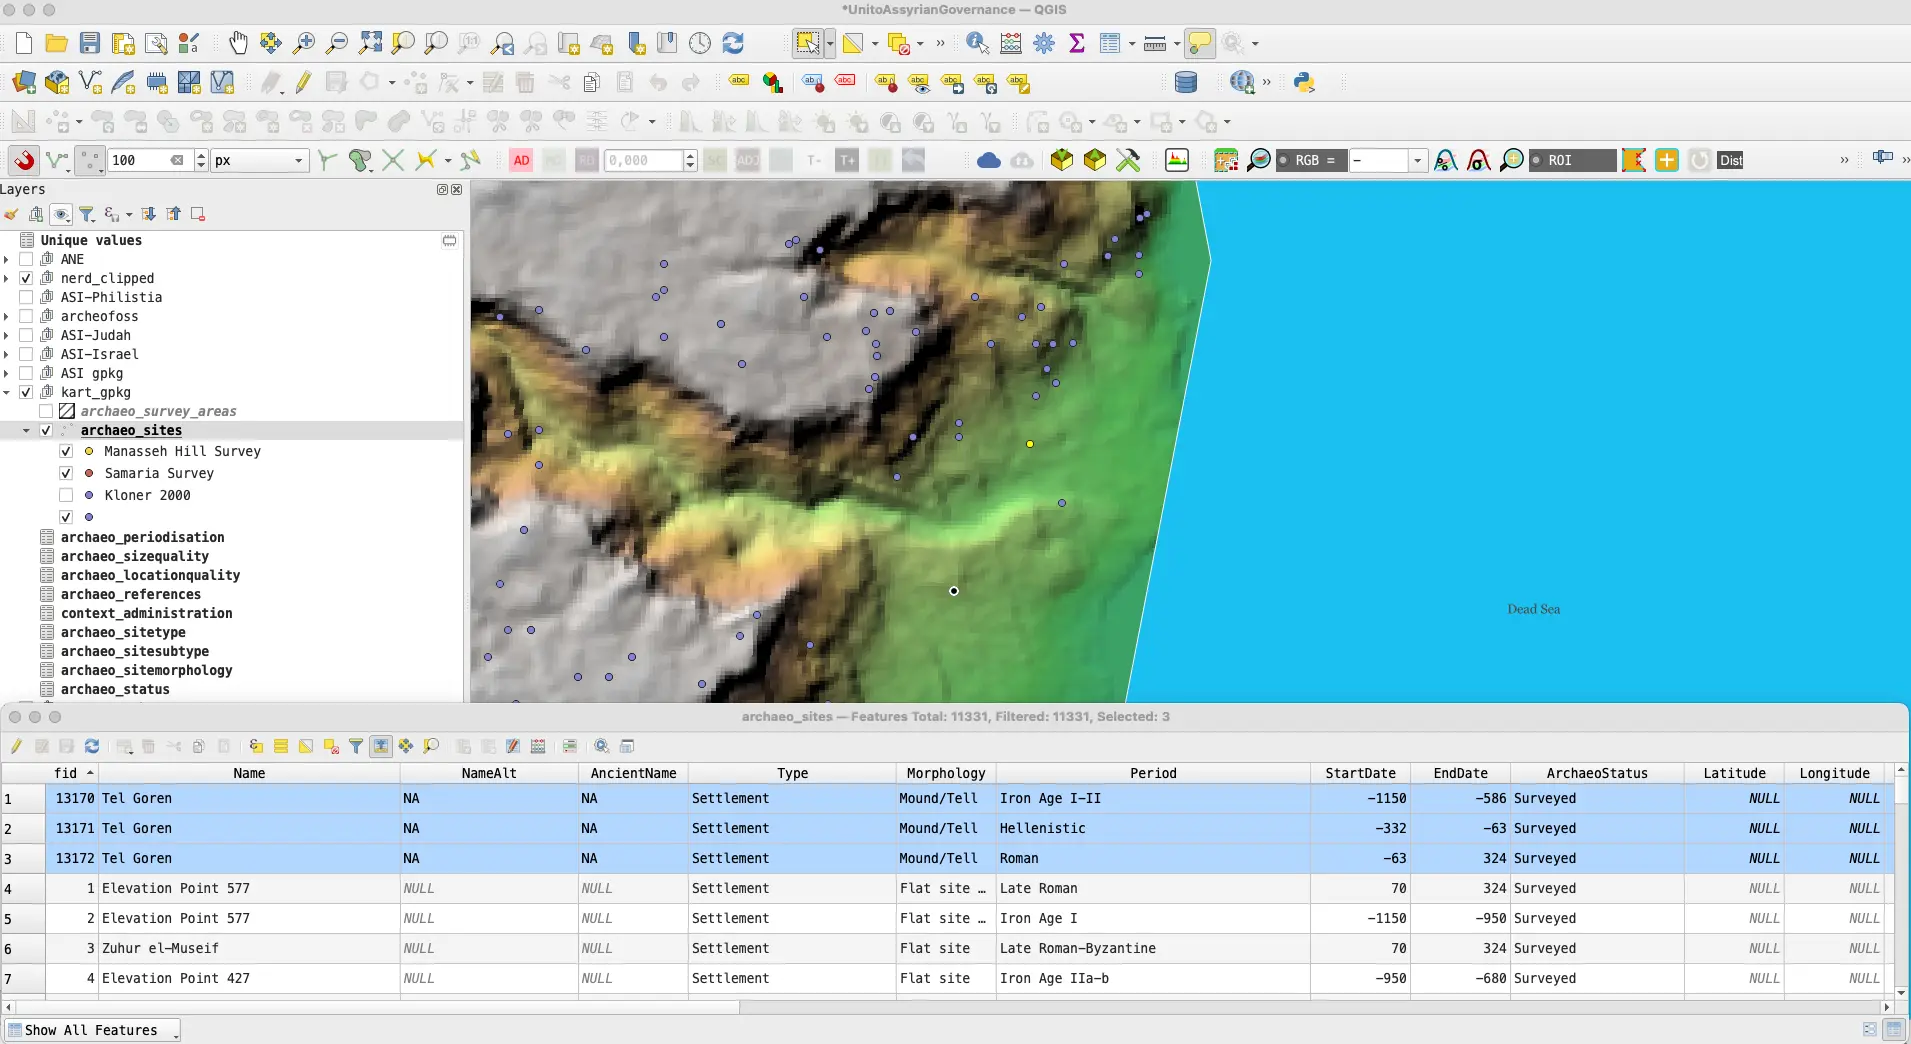 *UnitoAssyrianGovernance — QGIS
100
px
AD
0,000
T-
T+
RGB =
–
ROI
Dist
Layers
Unique values
ANE
nerd_clipped
ASI-Philistia
archeofoss
ASI-Judah
ASI-Israel
ASI gpkg
kart_gpkg
archaeo_survey_areas
archaeo_sites
Manasseh Hill Survey
Samaria Survey
Kloner 2000
archaeo_periodisation
archaeo_sizequality
archaeo_locationquality
archaeo_references
context_administration
archaeo_sitetype
archaeo_sitesubtype
archaeo_sitemorphology
archaeo_status
Dead Sea
archaeo_sites — Features Total: 11331, Filtered: 11331, Selected: 3
fid Name NameAlt AncientName Type Morphology Period StartDate EndDate ArchaeoStatus Latitude Longitude
1 13170 Tel Goren NA NA Settlement Mound/Tell Iron Age I-II -1150 -586 Surveyed NULL NULL
2 13171 Tel Goren NA NA Settlement Mound/Tell Hellenistic -332 -63 Surveyed NULL NULL
3 13172 Tel Goren NA NA Settlement Mound/Tell Roman -63 324 Surveyed NULL NULL
4 1 Elevation Point 577 NULL NULL Settlement Flat site … Late Roman 70 324 Surveyed NULL NULL
5 2 Elevation Point 577 NULL NULL Settlement Flat site … Iron Age I -1150 -950 Surveyed NULL NULL
6 3 Zuhur el-Museif NULL NULL Settlement Flat site Late Roman-Byzantine 70 324 Surveyed NULL NULL
7 4 Elevation Point 427 NULL NULL Settlement Flat site Iron Age IIa-b -950 -680 Surveyed NULL NULL
Show All Features